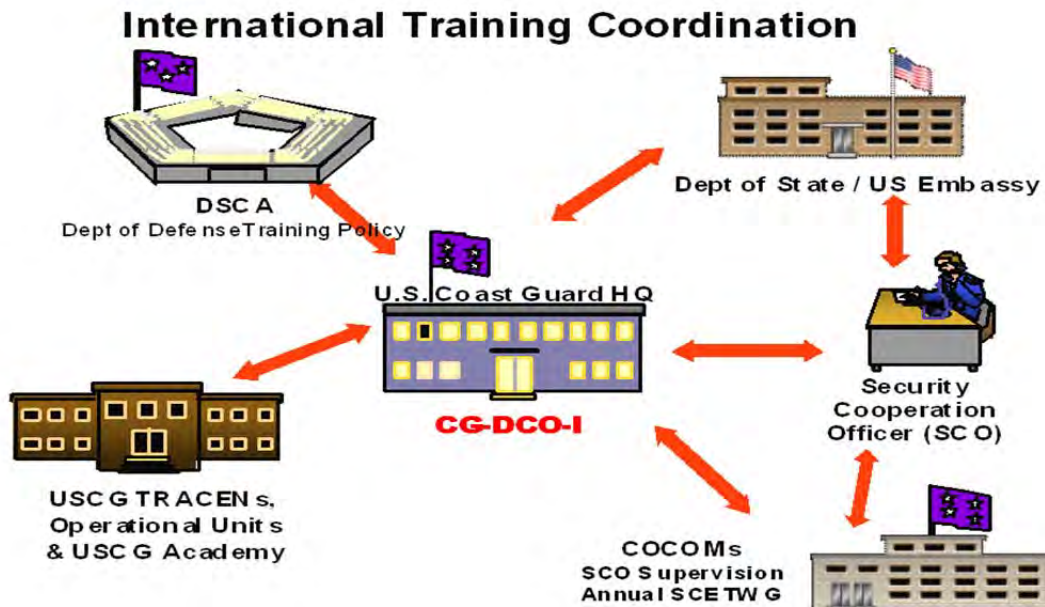 International Training Coordination
DSCA
Dept of Defense Training Policy
Dept of State / US Embassy
U.S. Coast Guard HQ
CG-DCO-I
Security
Cooperation
Officer (SCO)
USCG TRACENs,
Operational Units
& USCG Academy
COCOMs
SCO Supervision
Annual SCETWG